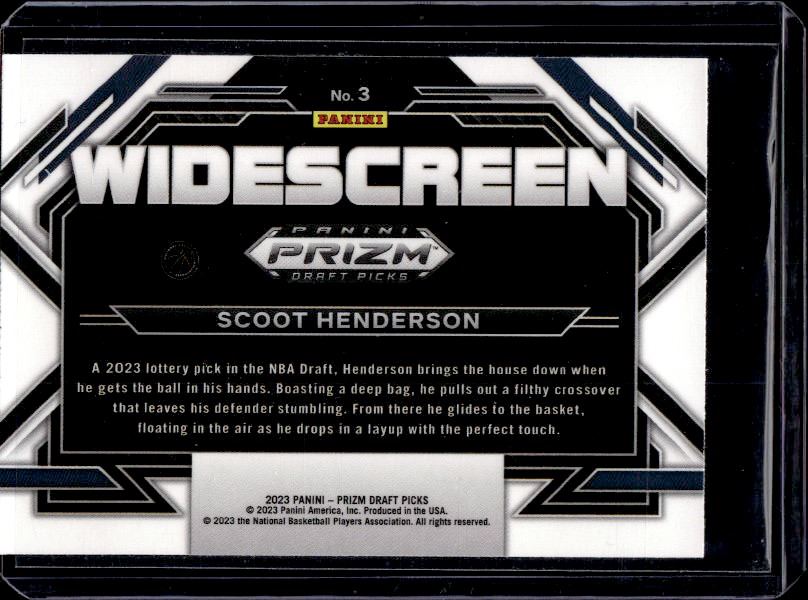 No. 3
PANINI
WIDESCREEN
PANINI
PRIZM™
DRAFT PICKS
SCOOT HENDERSON
A 2023 lottery pick in the NBA Draft, Henderson brings the house down when
he gets the ball in his hands. Boasting a deep bag, he pulls out a filthy crossover
that leaves his defender stumbling. From there he glides to the basket,
floating in the air as he drops in a layup with the perfect touch.
2023 PANINI – PRIZM DRAFT PICKS
© 2023 Panini America, Inc. Produced in the USA.
© 2023 the National Basketball Players Association. All rights reserved.